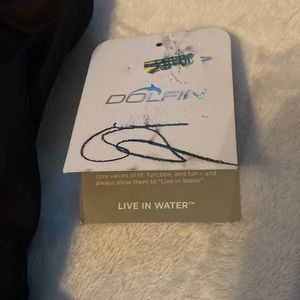 DOLFIN
core values of fit, function, and fun – and
always allow them to "Live in Water".
LIVE IN WATER™